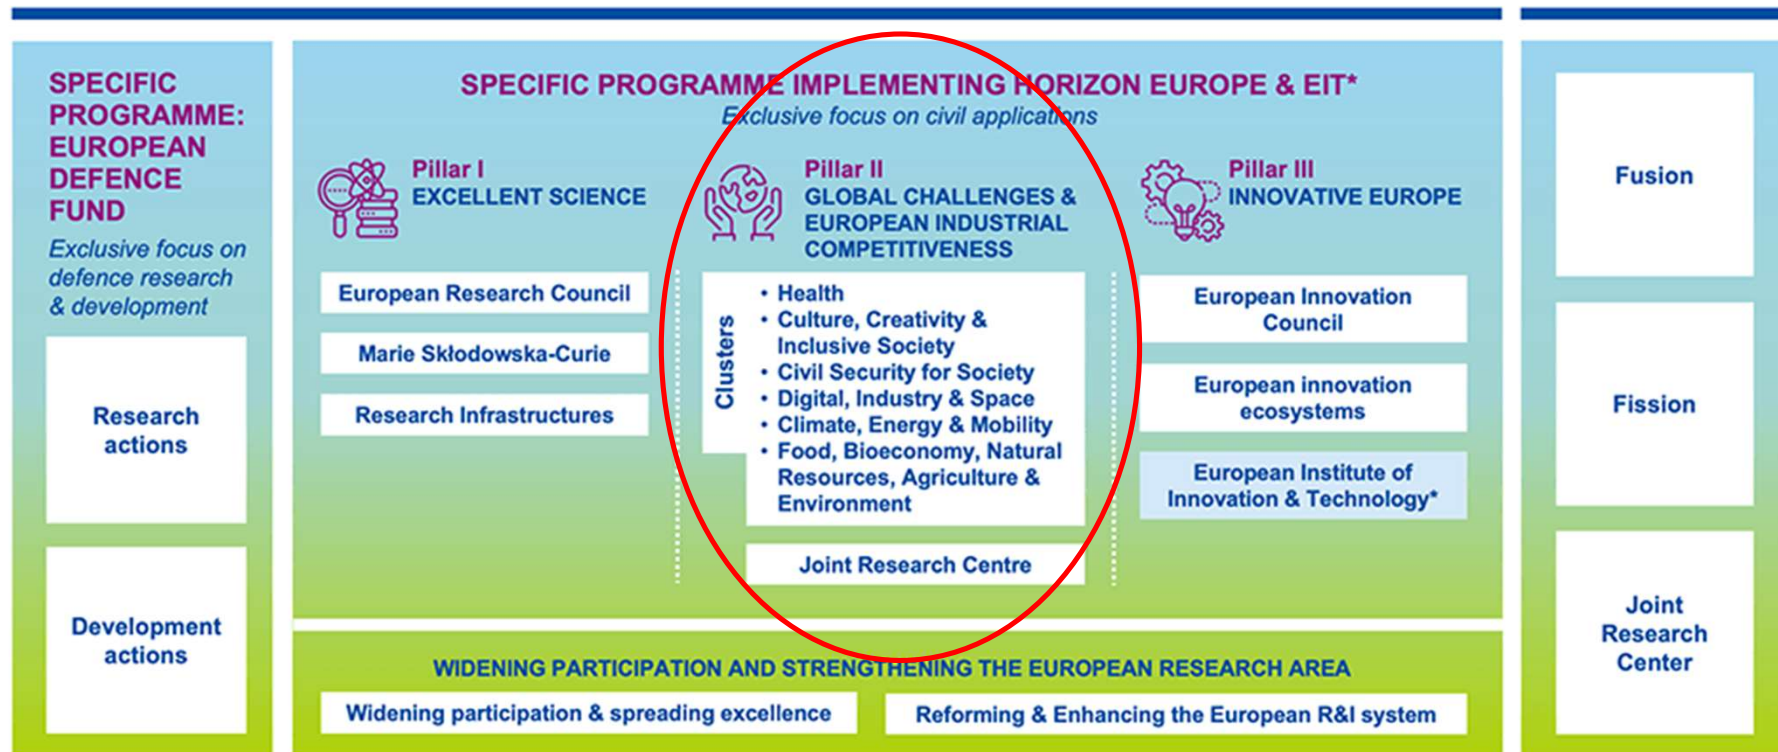 SPECIFIC
PROGRAMME:
EUROPEAN
DEFENCE
FUND
Exclusive focus on
defence research
& development
Research
actions
Development
actions
SPECIFIC PROGRAMME IMPLEMENTING HORIZON EUROPE & EIT*
Exclusive focus on civil applications
Pillar I
EXCELLENT SCIENCE
European Research Council
Marie Skłodowska-Curie
Research Infrastructures
Pillar II
GLOBAL CHALLENGES &
EUROPEAN INDUSTRIAL
COMPETITIVENESS
Clusters
• Health
• Culture, Creativity &
Inclusive Society
• Civil Security for Society
• Digital, Industry & Space
• Climate, Energy & Mobility
• Food, Bioeconomy, Natural
Resources, Agriculture &
Environment
Joint Research Centre
Pillar III
INNOVATIVE EUROPE
European Innovation
Council
European innovation
ecosystems
European Institute of
Innovation & Technology*
WIDENING PARTICIPATION AND STRENGTHENING THE EUROPEAN RESEARCH AREA
Widening participation & spreading excellence
Reforming & Enhancing the European R&I system
Fusion
Fission
Joint
Research
Center